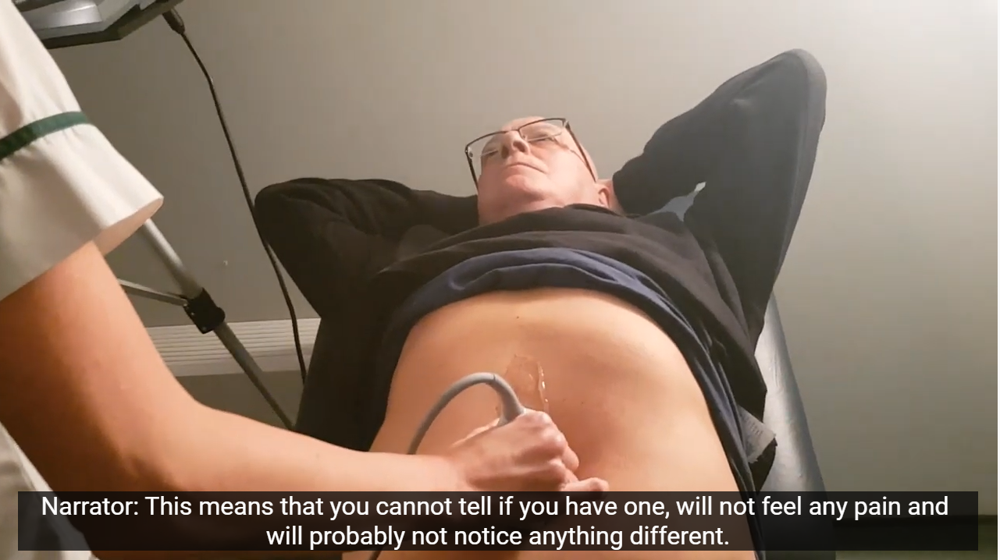 Narrator: This means that you cannot tell if you have one, will not feel any pain and
will probably not notice anything different.